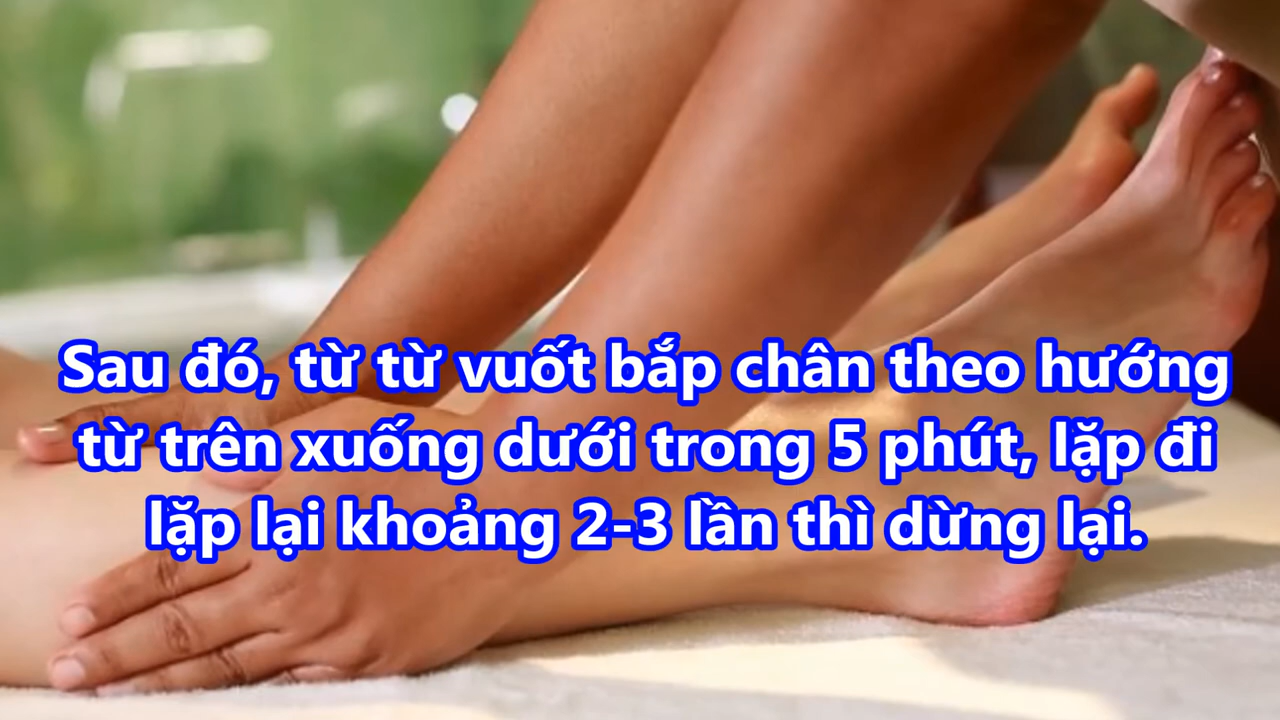 Sau đó, từ từ vuốt bắp chân theo hướng
từ trên xuống dưới trong 5 phút, lặp đi
lặp lại khoảng 2-3 lần thì dừng lại.